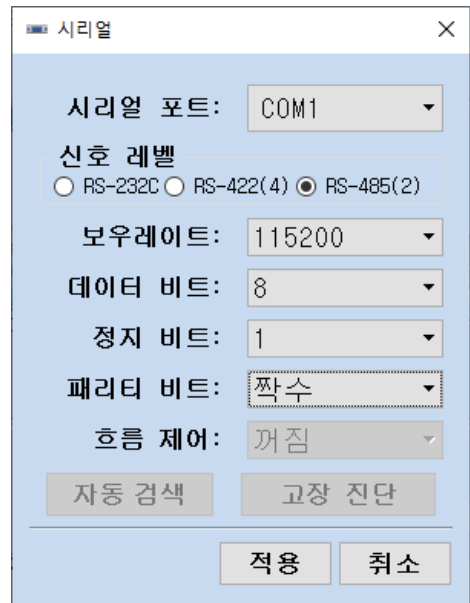 시리얼
시리얼 포트: COM1
신호 레벨
RS-232C RS-422(4) RS-485(2)
보우레이트: 115200
데이터 비트: 8
정지 비트: 1
패리티 비트: 짝수
흐름 제어: 꺼짐
자동 검색 고장 진단
적용 취소